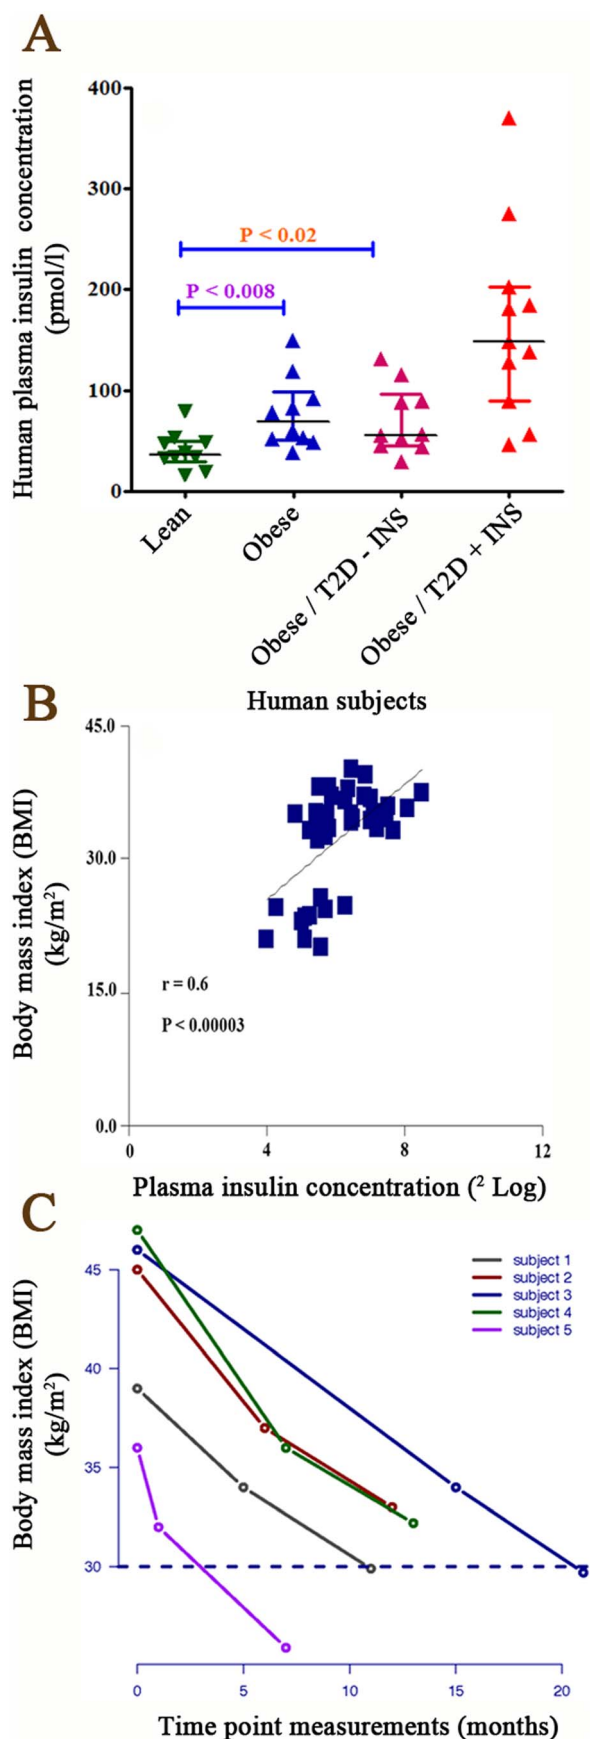 A
Human plasma insulin concentration
(pmol/l)
400
300
200
100
0
P < 0.02
P < 0.008
Lean
Obese
Obese / T2D - INS
Obese / T2D + INS
Human subjects
B
Body mass index (BMI)
(kg/m²)
45.0
30.0
15.0
0.0
r = 0.6
P < 0.00003
0 4 8 12
Plasma insulin concentration (² Log)
C
Body mass index (BMI)
(kg/m²)
45
40
35
30
subject 1
subject 2
subject 3
subject 4
subject 5
0 5 10 15 20
Time point measurements (months)